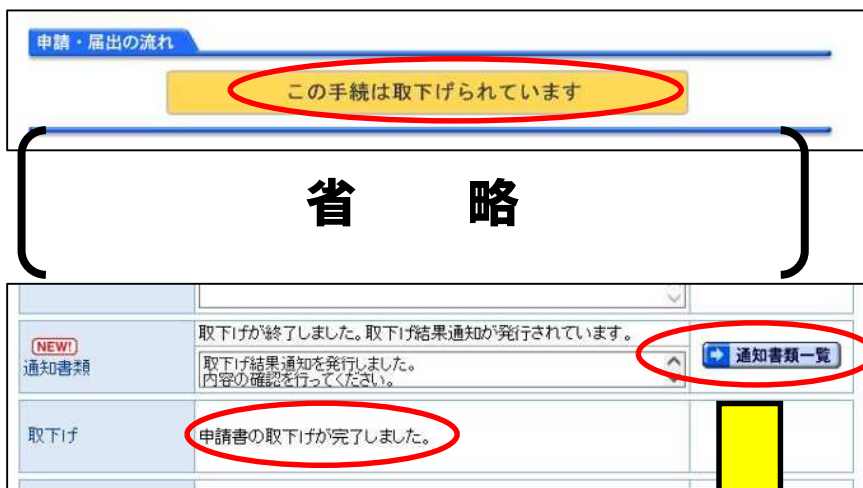 申請・届出の流れ
この手続は取下げられています
省　　略
NEW!
通知書類
取下げが終了しました。取下げ結果通知が発行されています。
取下げ結果通知を発行しました。
内容の確認を行ってください。
通知書類一覧
取下げ
申請書の取下げが完了しました。